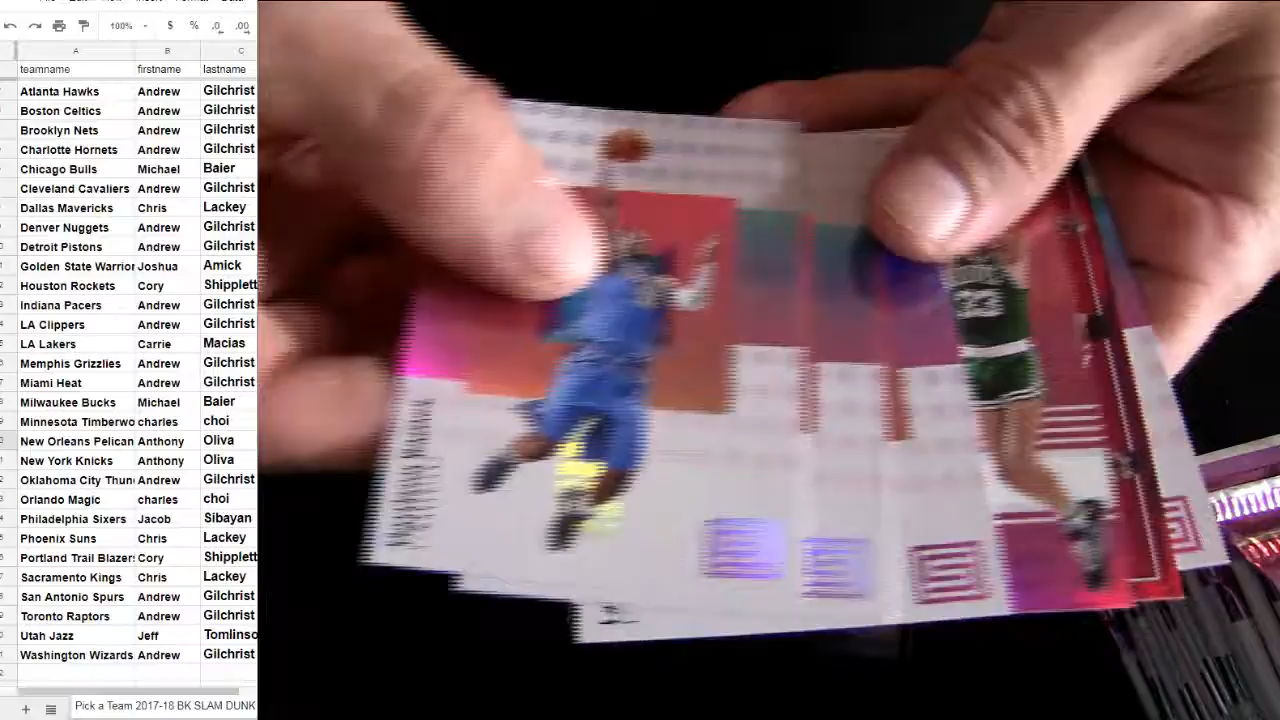 100%
$ % .0 .00
A B C
teamname firstname lastname
Atlanta Hawks Andrew Gilchrist
Boston Celtics Andrew Gilchrist
Brooklyn Nets Andrew Gilchrist
Charlotte Hornets Andrew Gilchrist
Chicago Bulls Michael Baier
Cleveland Cavaliers Andrew Gilchrist
Dallas Mavericks Chris Lackey
Denver Nuggets Andrew Gilchrist
Detroit Pistons Andrew Gilchrist
Golden State Warrior Joshua Amick
Houston Rockets Cory Shipplett
Indiana Pacers Andrew Gilchrist
LA Clippers Andrew Gilchrist
LA Lakers Carrie Macias
Memphis Grizzlies Andrew Gilchrist
Miami Heat Andrew Gilchrist
Milwaukee Bucks Michael Baier
Minnesota Timberwo charles choi
New Orleans Pelican Anthony Oliva
New York Knicks Anthony Oliva
Oklahoma City Thun Andrew Gilchrist
Orlando Magic charles choi
Philadelphia Sixers Jacob Sibayan
Phoenix Suns Chris Lackey
Portland Trail Blazers Cory Shipplett
Sacramento Kings Chris Lackey
San Antonio Spurs Andrew Gilchrist
Toronto Raptors Andrew Gilchrist
Utah Jazz Jeff Tomlinso
Washington Wizards Andrew Gilchrist
Pick a Team 2017-18 BK SLAM DUNK
33